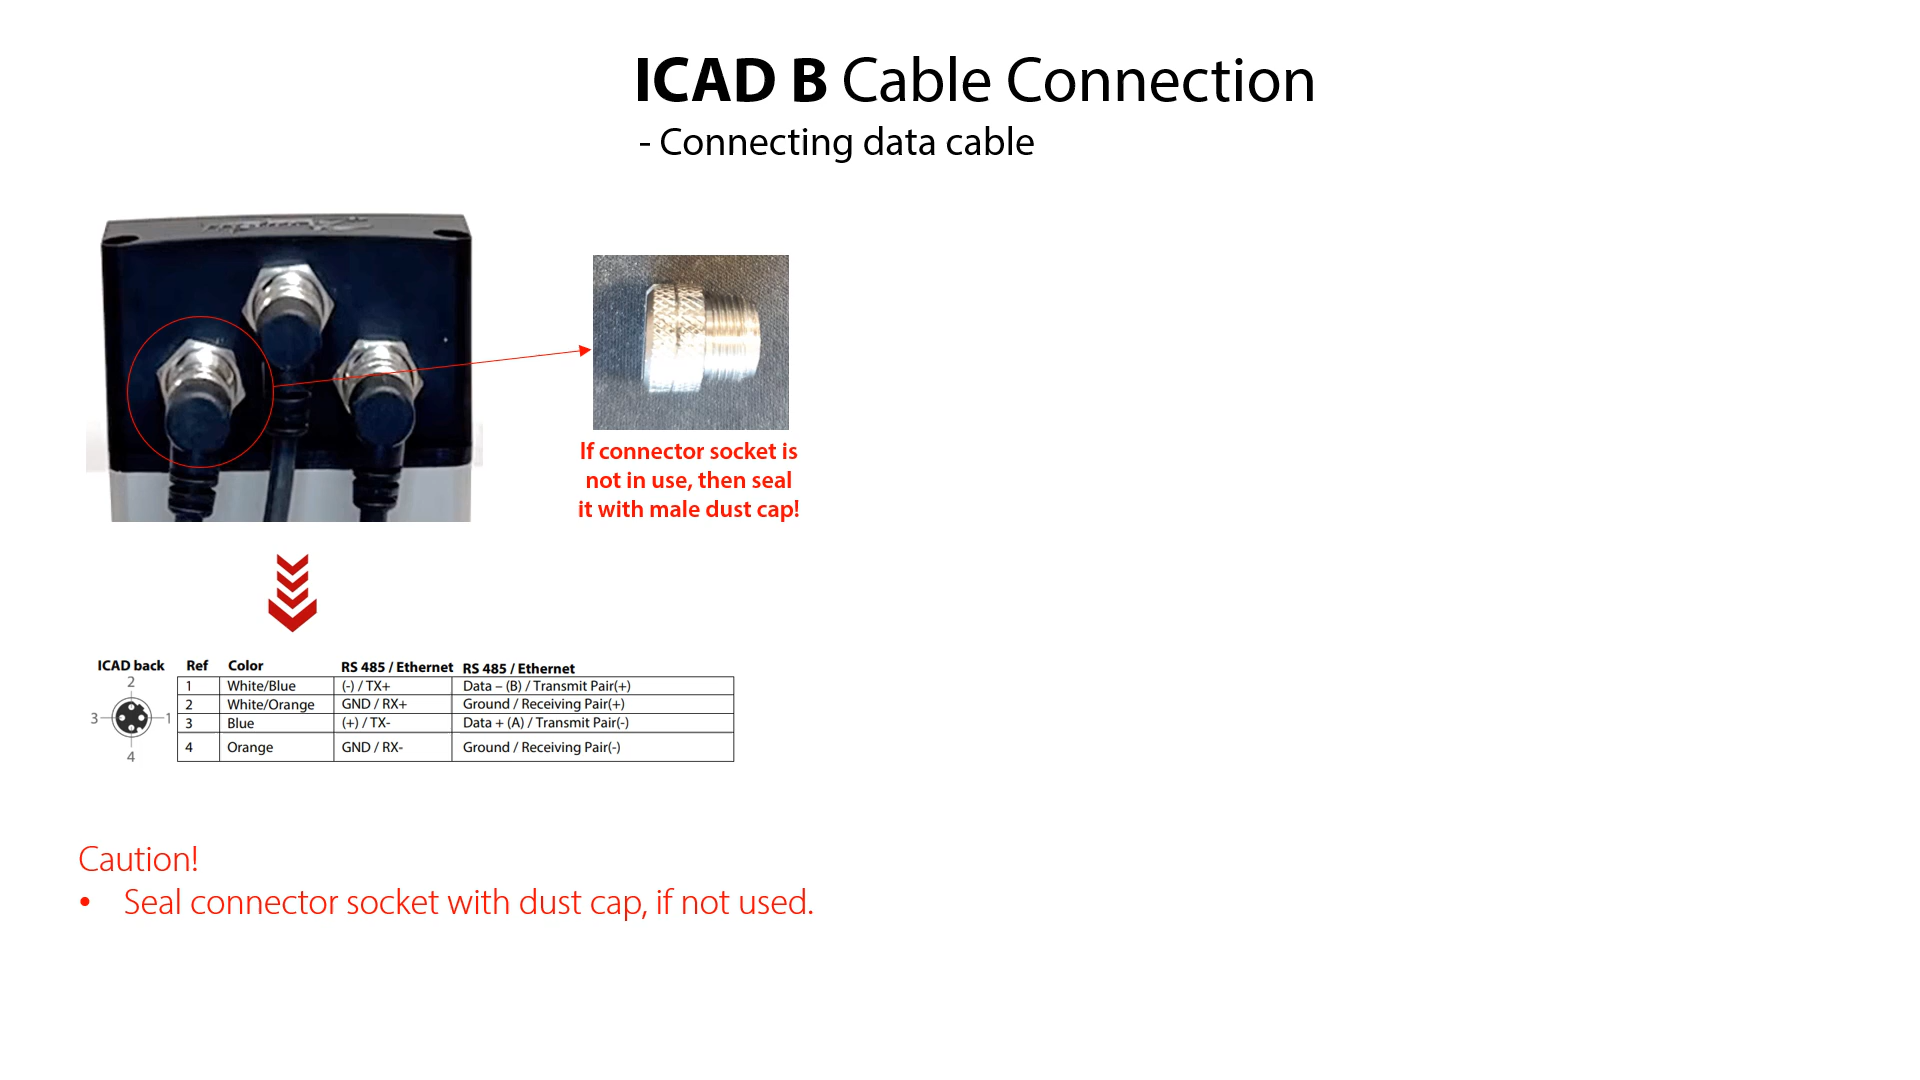 ICAD B Cable Connection
- Connecting data cable
If connector socket is
not in use, then seal
it with male dust cap!
ICAD back Ref Color RS 485 / Ethernet RS 485 / Ethernet
2
3
1
4
1 White/Blue (-) / TX+ Data – (B) / Transmit Pair(+)
2 White/Orange GND / RX+ Ground / Receiving Pair(+)
3 Blue (+) / TX- Data + (A) / Transmit Pair(-)
4 Orange GND / RX- Ground / Receiving Pair(-)
Caution!
• Seal connector socket with dust cap, if not used.